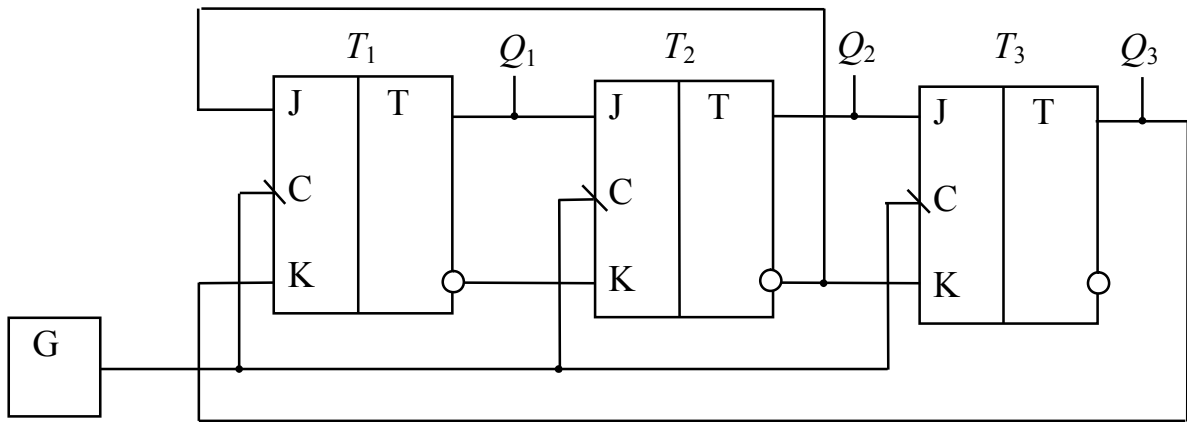 T₁ Q₁ T₂ Q₂ T₃ Q₃
J T J T J T
C C C
K K K
G